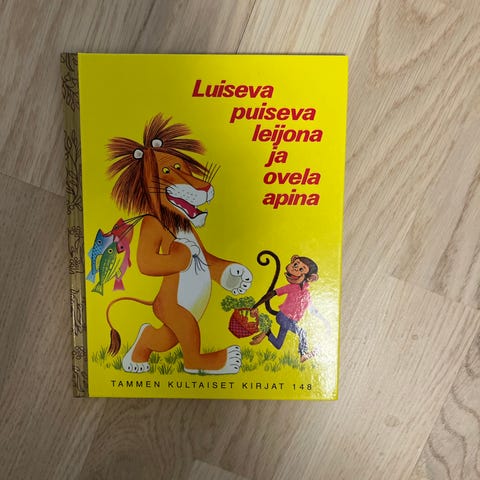 Luiseva
puiseva
leijona
ja
ovela
apina
TAMMEN KULTAISET KIRJAT 148